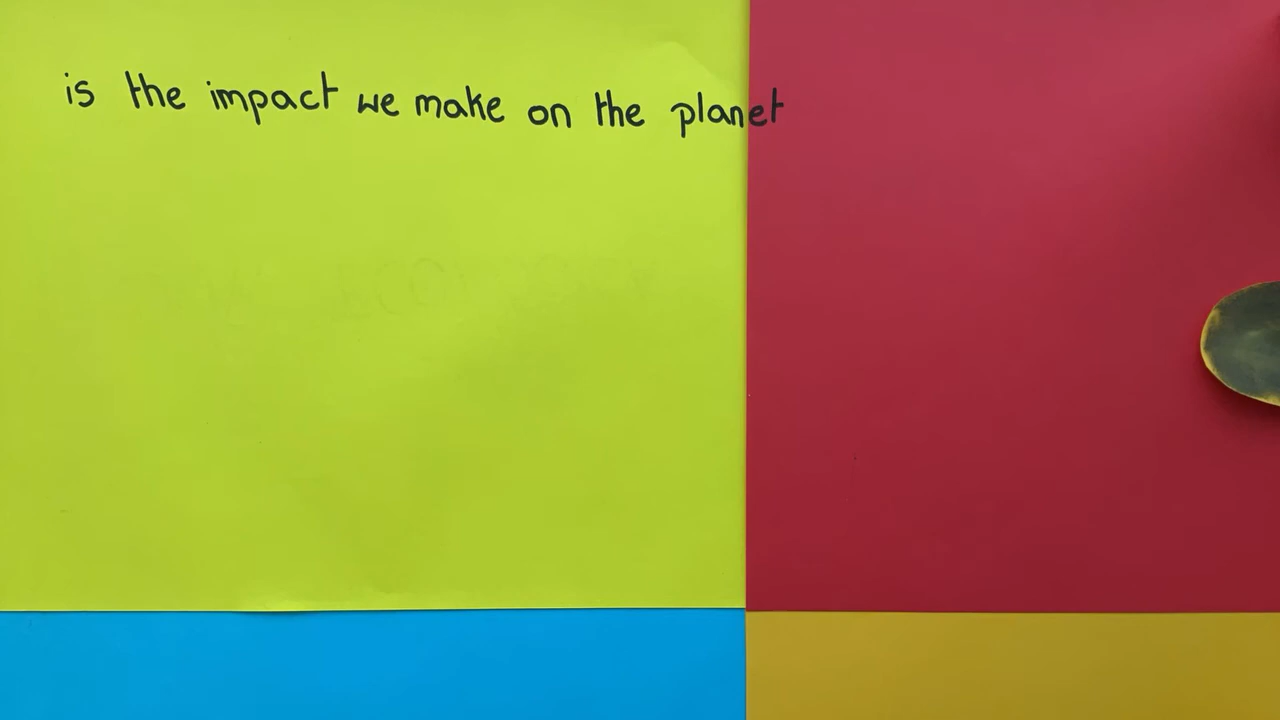 is the impact we make on the planet